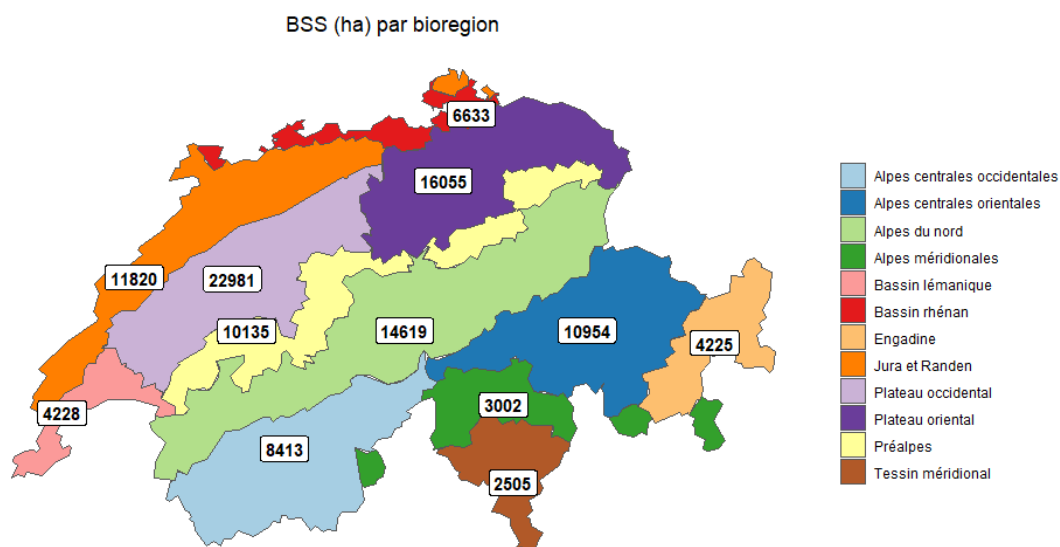 BSS (ha) par bioregion
6633
16055
11820
22981
10135
14619
10954
4225
4228
3002
8413
2505
Alpes centrales occidentales
Alpes centrales orientales
Alpes du nord
Alpes méridionales
Bassin lémanique
Bassin rhénan
Engadine
Jura et Randen
Plateau occidental
Plateau oriental
Préalpes
Tessin méridional